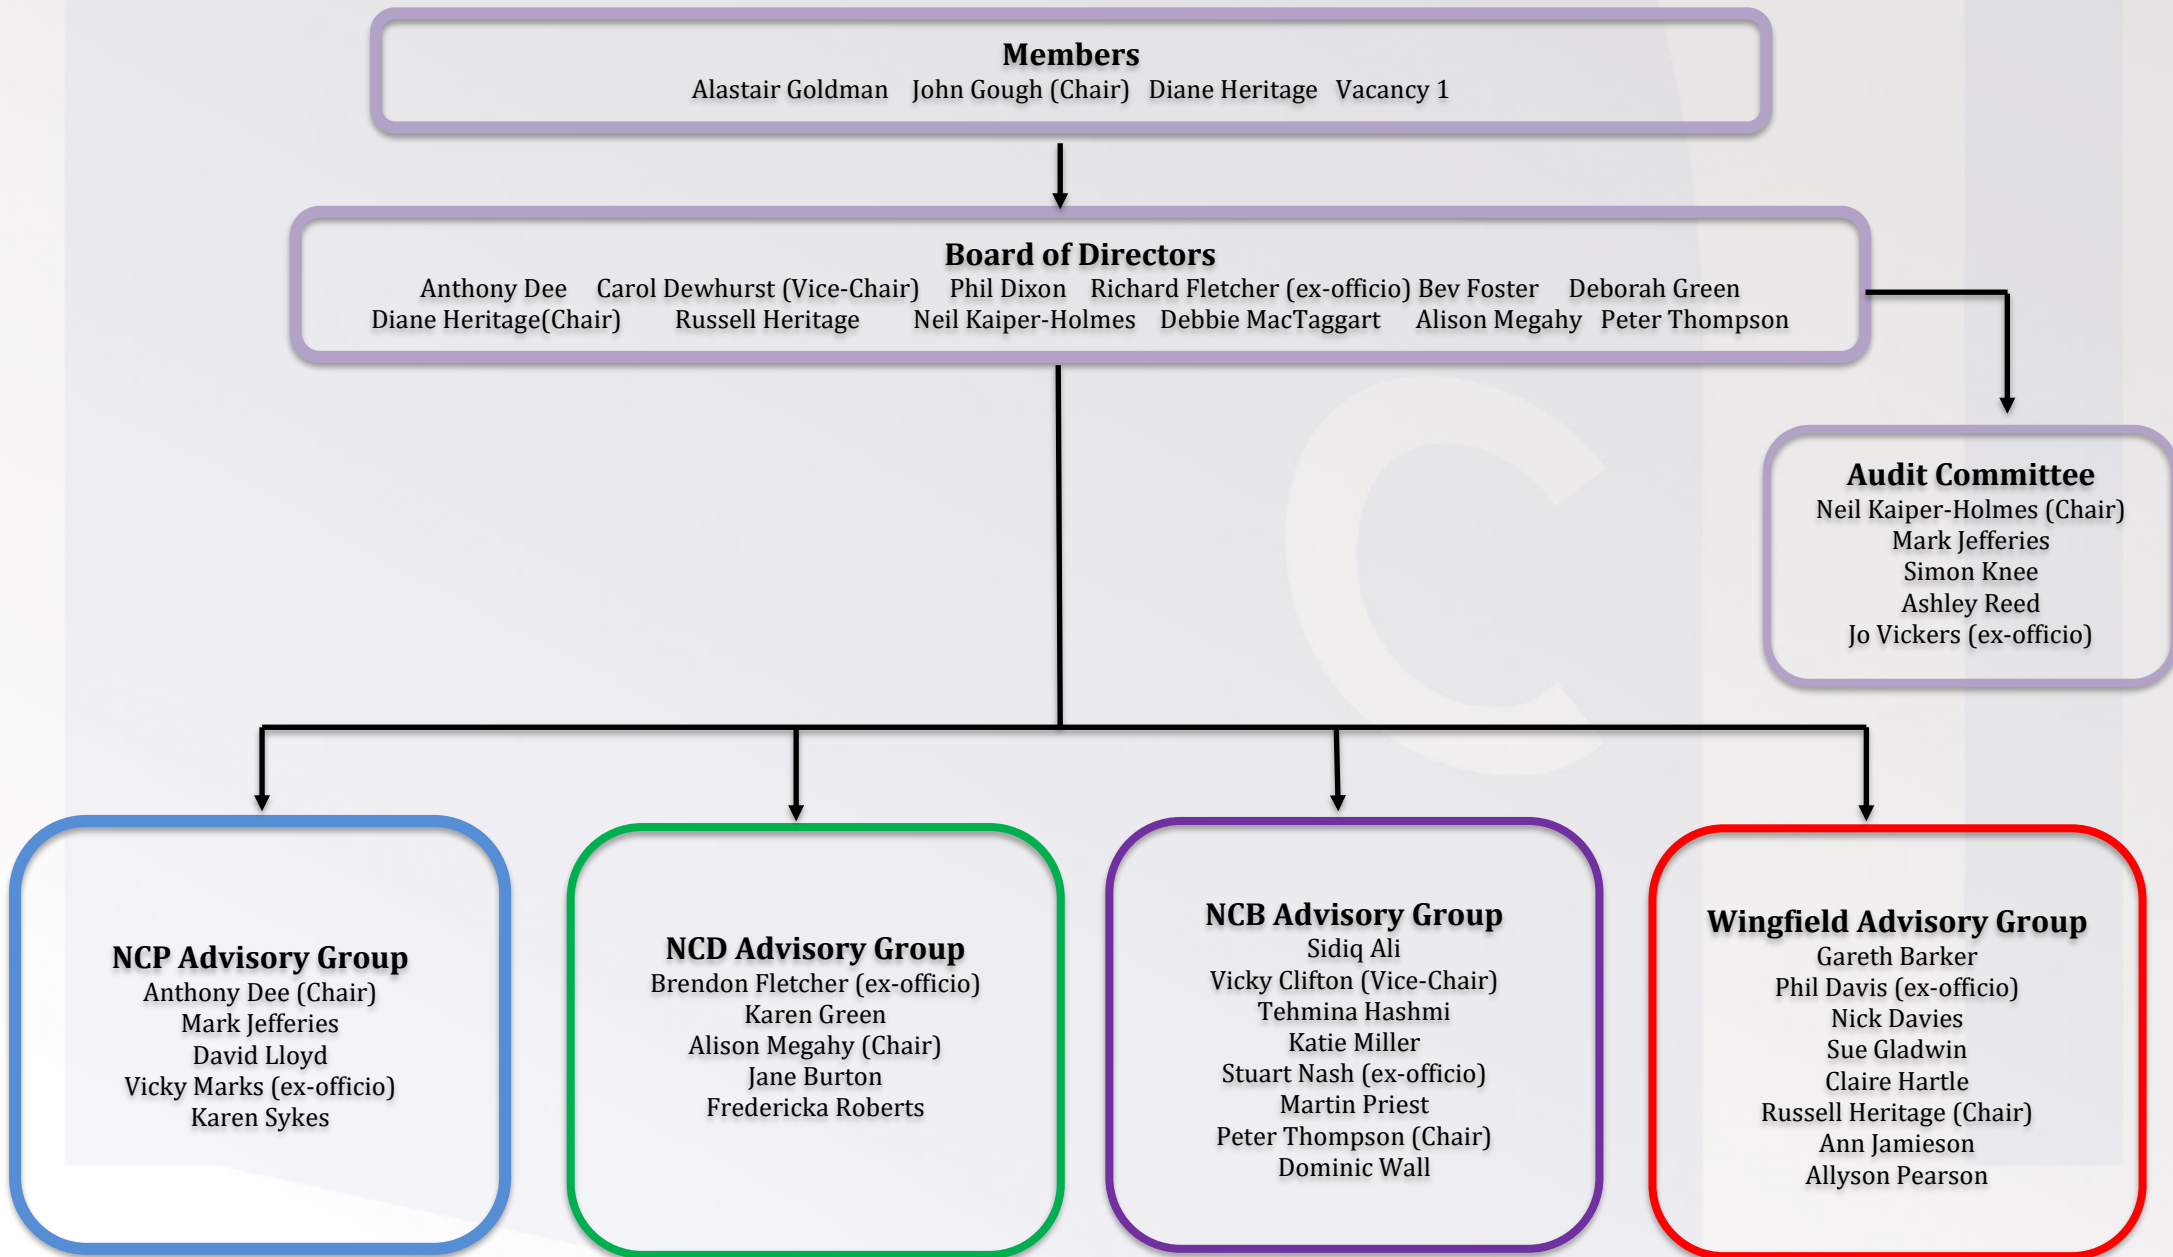 Members
Alastair Goldman John Gough (Chair) Diane Heritage Vacancy 1
Board of Directors
Anthony Dee Carol Dewhurst (Vice-Chair) Phil Dixon Richard Fletcher (ex-officio) Bev Foster Deborah Green
Diane Heritage(Chair) Russell Heritage Neil Kaiper-Holmes Debbie MacTaggart Alison Megahy Peter Thompson
Audit Committee
Neil Kaiper-Holmes (Chair)
Mark Jefferies
Simon Knee
Ashley Reed
Jo Vickers (ex-officio)
NCP Advisory Group
Anthony Dee (Chair)
Mark Jefferies
David Lloyd
Vicky Marks (ex-officio)
Karen Sykes
NCD Advisory Group
Brendon Fletcher (ex-officio)
Karen Green
Alison Megahy (Chair)
Jane Burton
Fredericka Roberts
NCB Advisory Group
Sidiq Ali
Vicky Clifton (Vice-Chair)
Tehmina Hashmi
Katie Miller
Stuart Nash (ex-officio)
Martin Priest
Peter Thompson (Chair)
Dominic Wall
Wingfield Advisory Group
Gareth Barker
Phil Davis (ex-officio)
Nick Davies
Sue Gladwin
Claire Hartle
Russell Heritage (Chair)
Ann Jamieson
Allyson Pearson